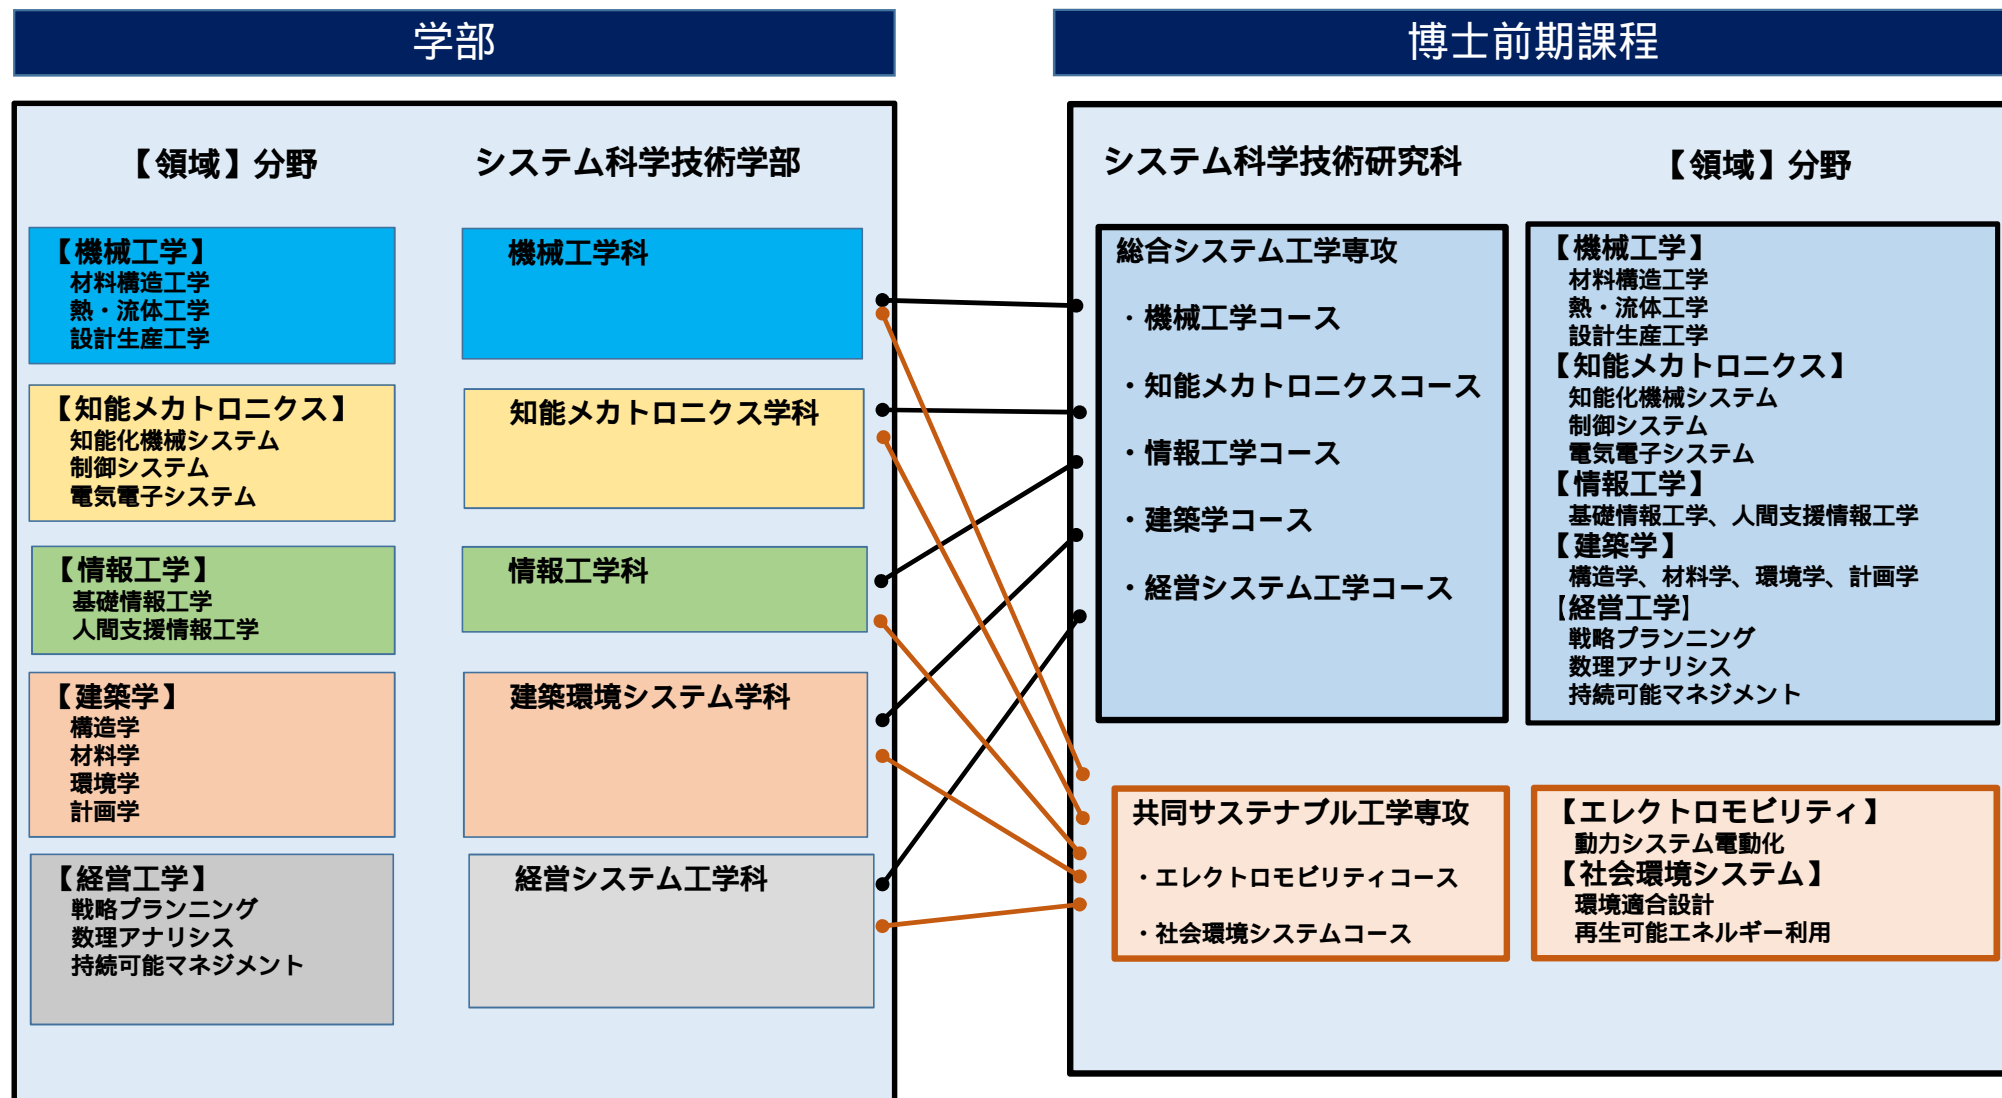 学部
【領域】分野
システム科学技術学部
【機械工学】
材料構造工学
熱・流体工学
設計生産工学
機械工学科
【知能メカトロニクス】
知能化機械システム
制御システム
電気電子システム
知能メカトロニクス学科
【情報工学】
基礎情報工学
人間支援情報工学
情報工学科
【建築学】
構造学
材料学
環境学
計画学
建築環境システム学科
【経営工学】
戦略プランニング
数理アナリシス
持続可能マネジメント
経営システム工学科
博士前期課程
システム科学技術研究科
【領域】分野
総合システム工学専攻
・機械工学コース
・知能メカトロニクスコース
・情報工学コース
・建築学コース
・経営システム工学コース
【機械工学】
材料構造工学
熱・流体工学
設計生産工学
【知能メカトロニクス】
知能化機械システム
制御システム
電気電子システム
【情報工学】
基礎情報工学、人間支援情報工学
【建築学】
構造学、材料学、環境学、計画学
【経営工学】
戦略プランニング
数理アナリシス
持続可能マネジメント
共同サステナブル工学専攻
・エレクトロモビリティコース
・社会環境システムコース
【エレクトロモビリティ】
動力システム電動化
【社会環境システム】
環境適合設計
再生可能エネルギー利用